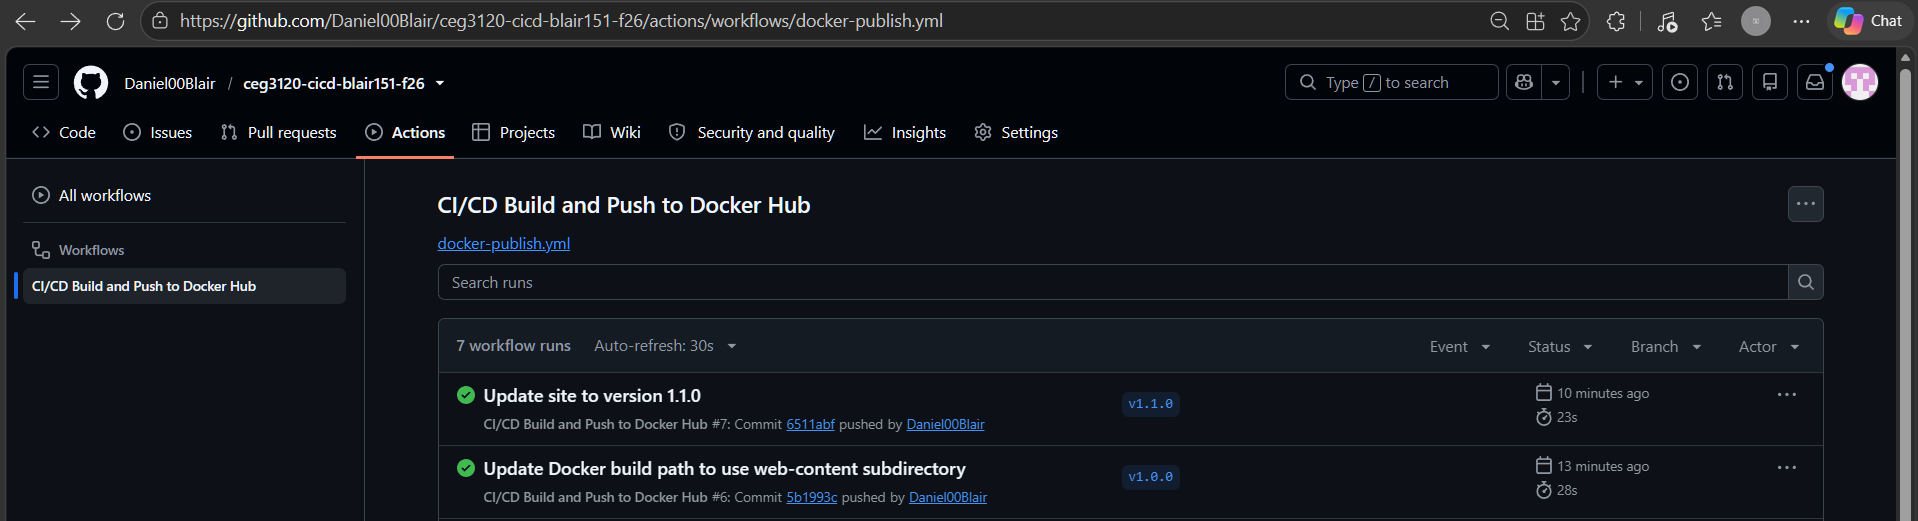 https://github.com/Daniel00Blair/ceg3120-cicd-blair151-f26/actions/workflows/docker-publish.yml
Chat
Daniel00Blair / ceg3120-cicd-blair151-f26
Type / to search
Code Issues Pull requests Actions Projects Wiki Security and quality Insights Settings
All workflows
Workflows
CI/CD Build and Push to Docker Hub
CI/CD Build and Push to Docker Hub
docker-publish.yml
Search runs
7 workflow runs Auto-refresh: 30s Event Status Branch Actor
Update site to version 1.1.0
CI/CD Build and Push to Docker Hub #7: Commit 6511abf pushed by Daniel00Blair
v1.1.0
10 minutes ago
23s
Update Docker build path to use web-content subdirectory
CI/CD Build and Push to Docker Hub #6: Commit 5b1993c pushed by Daniel00Blair
v1.0.0
13 minutes ago
28s